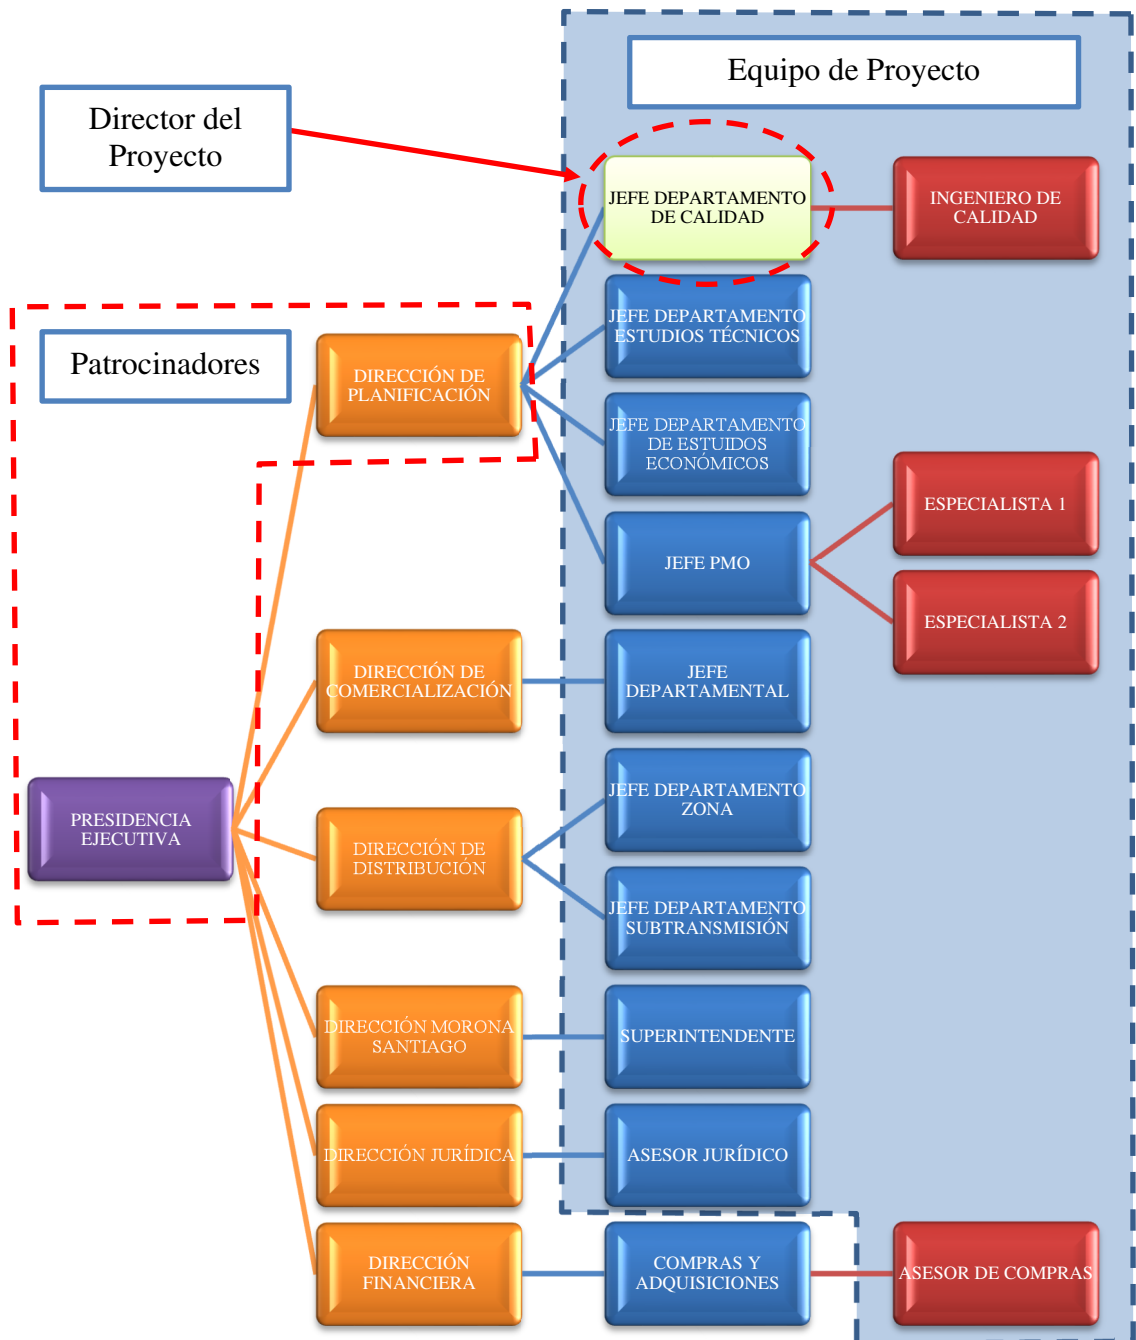 Equipo de Proyecto
Director del
Proyecto
JEFE DEPARTAMENTO
DE CALIDAD
INGENIERO DE
CALIDAD
JEFE DEPARTAMENTO
ESTUDIOS TÉCNICOS
Patrocinadores
DIRECCIÓN DE
PLANIFICACIÓN
JEFE DEPARTAMENTO
DE ESTUIDOS
ECONÓMICOS
ESPECIALISTA 1
JEFE PMO
ESPECIALISTA 2
DIRECCIÓN DE
COMERCIALIZACIÓN
JEFE
DEPARTAMENTAL
JEFE DEPARTAMENTO
ZONA
PRESIDENCIA
EJECUTIVA
DIRECCIÓN DE
DISTRIBUCIÓN
JEFE DEPARTAMENTO
SUBTRANSMISIÓN
DIRECCIÓN MORONA
SANTIAGO
SUPERINTENDENTE
DIRECCIÓN JURÍDICA
ASESOR JURÍDICO
DIRECCIÓN
FINANCIERA
COMPRAS Y
ADQUISICIONES
ASESOR DE COMPRAS